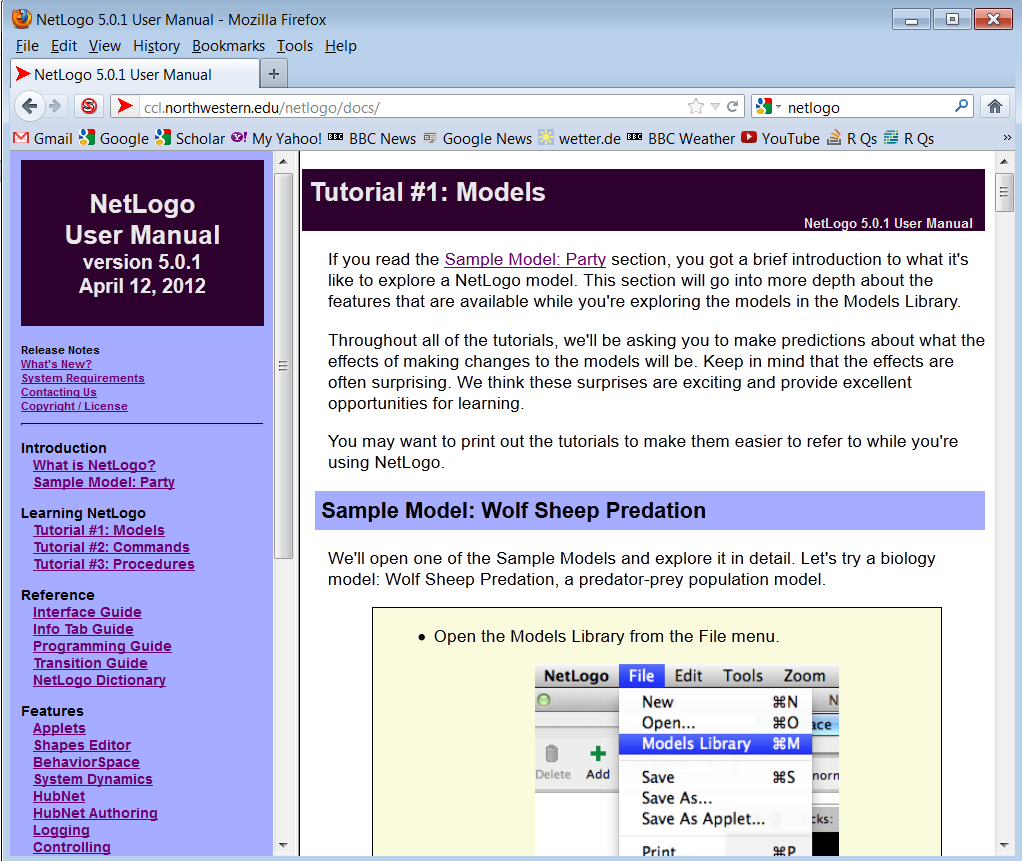 NetLogo 5.0.1 User Manual - Mozilla Firefox
File Edit View History Bookmarks Tools Help
NetLogo 5.0.1 User Manual +
ccl.northwestern.edu/netlogo/docs/ netlogo
Gmail Google Scholar My Yahoo! BBC News Google News wetter.de BBC Weather YouTube R Qs R Qs »
NetLogo
User Manual
version 5.0.1
April 12, 2012
Release Notes
What's New?
System Requirements
Contacting Us
Copyright / License
Introduction
What is NetLogo?
Sample Model: Party
Learning NetLogo
Tutorial #1: Models
Tutorial #2: Commands
Tutorial #3: Procedures
Reference
Interface Guide
Info Tab Guide
Programming Guide
Transition Guide
NetLogo Dictionary
Features
Applets
Shapes Editor
BehaviorSpace
System Dynamics
HubNet
HubNet Authoring
Logging
Controlling
Tutorial #1: Models
NetLogo 5.0.1 User Manual
If you read the Sample Model: Party section, you got a brief introduction to what it's
like to explore a NetLogo model. This section will go into more depth about the
features that are available while you're exploring the models in the Models Library.
Throughout all of the tutorials, we'll be asking you to make predictions about what the
effects of making changes to the models will be. Keep in mind that the effects are
often surprising. We think these surprises are exciting and provide excellent
opportunities for learning.
You may want to print out the tutorials to make them easier to refer to while you're
using NetLogo.
Sample Model: Wolf Sheep Predation
We'll open one of the Sample Models and explore it in detail. Let's try a biology
model: Wolf Sheep Predation, a predator-prey population model.
• Open the Models Library from the File menu.
NetLogo File Edit Tools Zoom
New ⌘N N
Open... ⌘O ace
Models Library ⌘M
Delete Add
Save ⌘S norn
Save As...
Save As Applet... cks:
Print... ⌘P